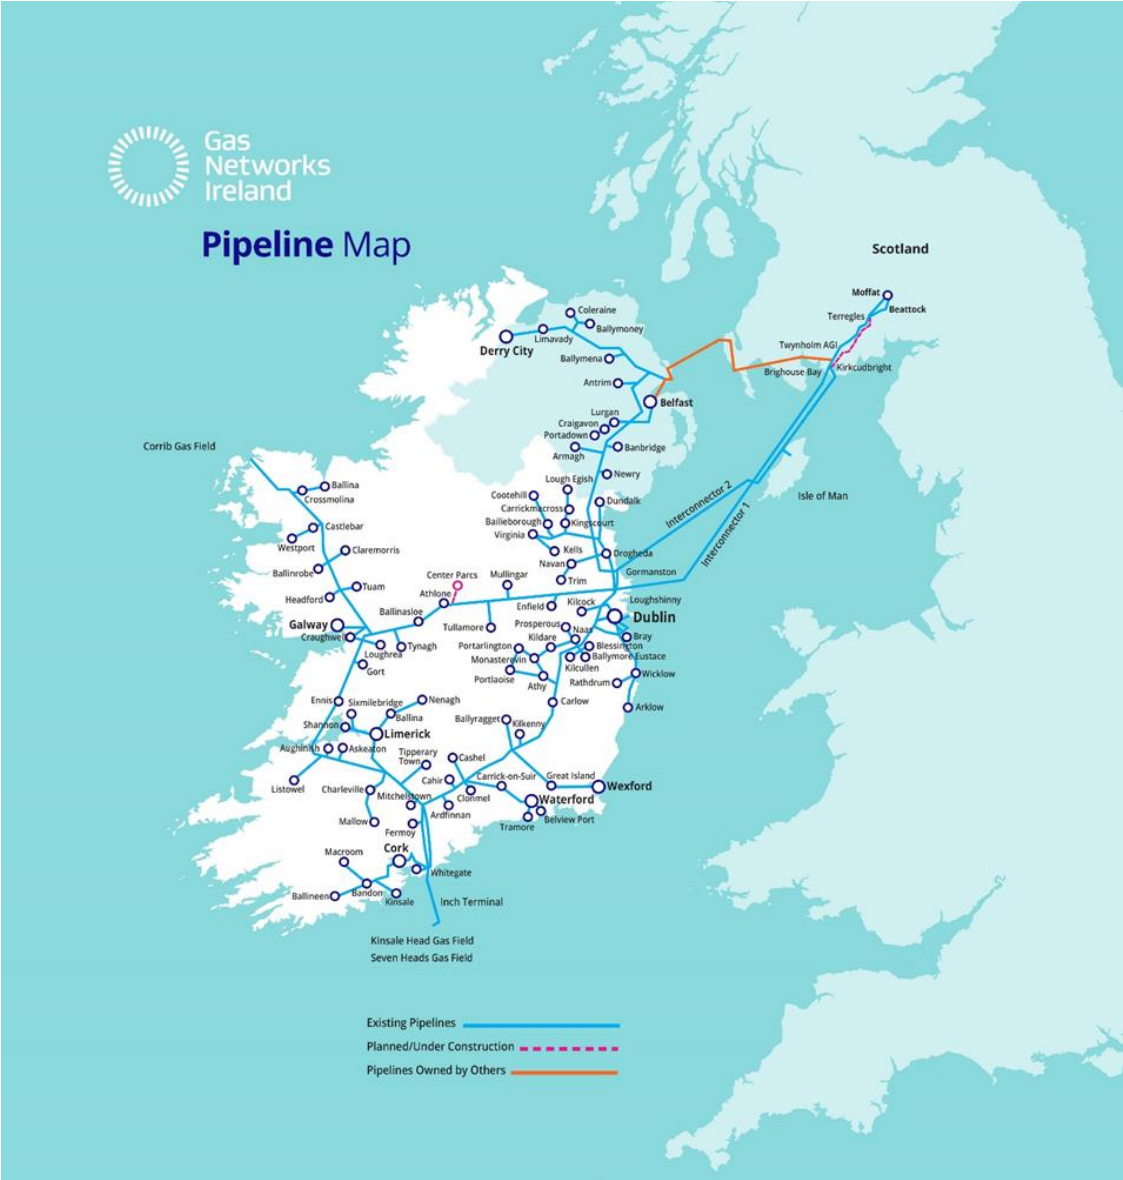 Gas
Networks
Ireland
Pipeline Map
Scotland
Moffat
Beattock
Terregles
Twynholm AGI
Brighouse Bay
Kirkcudbright
Coleraine
Ballymoney
Limavady
Derry City
Ballymena
Antrim
Belfast
Lurgan
Craigavon
Portadown
Armagh
Banbridge
Newry
Corrib Gas Field
Ballina
Crossmolina
Castlebar
Westport
Claremorris
Ballinrobe
Tuam
Headford
Galway
Craughwell
Loughrea
Gort
Tynagh
Ballinasloe
Athlone
Center Parcs
Mullingar
Tullamore
Enfield
Lough Egish
Cootehill
Carrickmacross
Bailieborough
Kingscourt
Virginia
Kells
Dundalk
Navan
Drogheda
Trim
Gormanston
Interconnector 2
Interconnector 1
Isle of Man
Loughshinny
Kilcock
Dublin
Prosperous
Naas
Kildare
Bray
Blessington
Portarlington
Monasterevin
Ballymore Eustace
Kilcullen
Portlaoise
Athy
Wicklow
Rathdrum
Carlow
Arklow
Ennis
Sixmilebridge
Nenagh
Shannon
Ballina
Limerick
Ballyragget
Kilkenny
Aughinish
Askeaton
Tipperary
Town
Cashel
Listowel
Charleville
Cahir
Carrick-on-Suir
Great Island
Wexford
Mitchelstown
Clonmel
Waterford
Ardfinnan
Mallow
Fermoy
Tramore
Belview Port
Cork
Macroom
Whitegate
Ballineen
Bandon
Kinsale
Inch Terminal
Kinsale Head Gas Field
Seven Heads Gas Field
Existing Pipelines
Planned/Under Construction
Pipelines Owned by Others